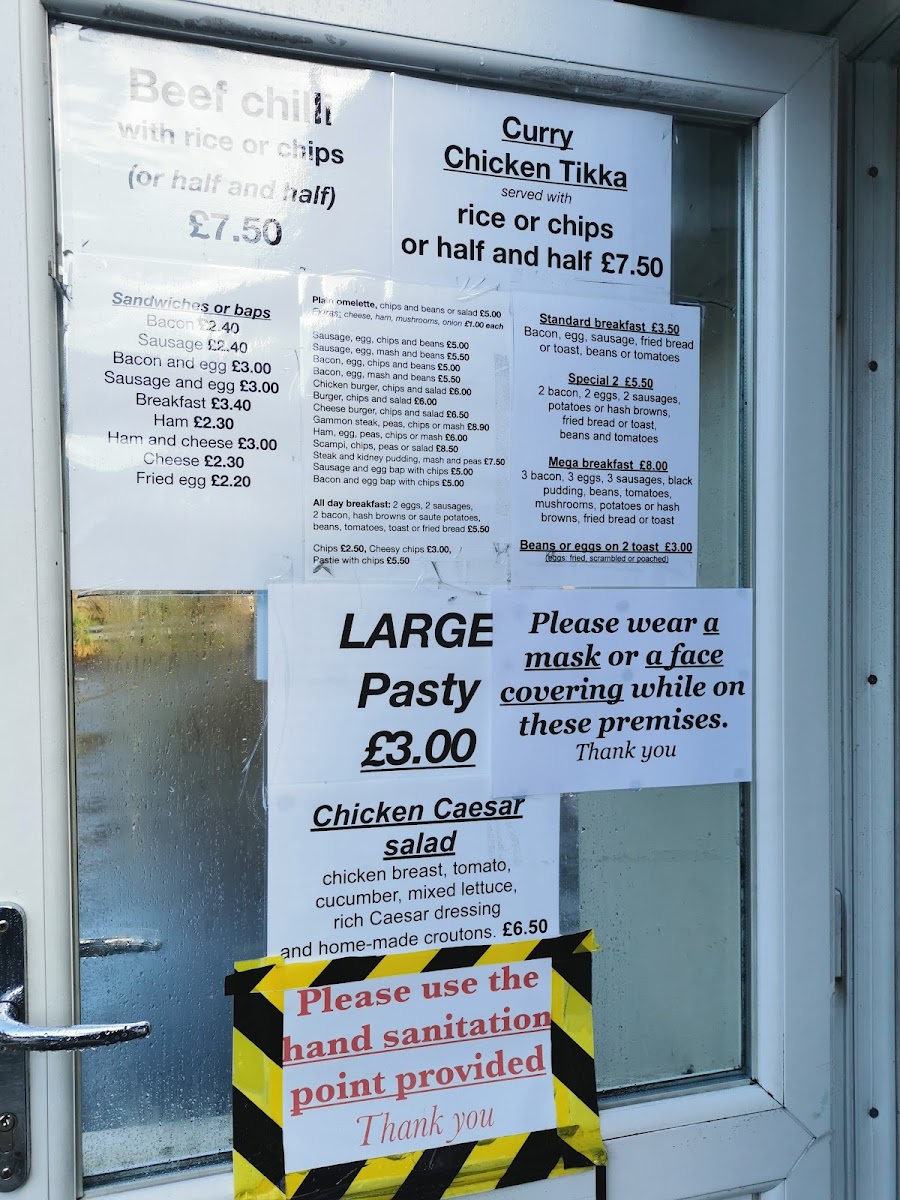 Beef chilli
with rice or chips
(or half and half)
£7.50
Curry
Chicken Tikka
served with
rice or chips
or half and half £7.50
Sandwiches or baps
Bacon £2.40
Sausage £2.40
Bacon and egg £3.00
Sausage and egg £3.00
Breakfast £3.40
Ham £2.30
Ham and cheese £3.00
Cheese £2.30
Fried egg £2.20
Plain omelette, chips and beans or salad £5.00
Extras; cheese, ham, mushrooms, onion £1.00 each
Sausage, egg, chips and beans £5.00
Sausage, egg, mash and beans £5.50
Bacon, egg, chips and beans £5.00
Bacon, egg, mash and beans £5.50
Chicken burger, chips and salad £6.00
Burger, chips and salad £6.00
Cheese burger, chips and salad £6.50
Gammon steak, peas, chips or mash £8.90
Ham, egg, peas, chips or mash £6.00
Scampi, chips, peas or salad £8.50
Steak and kidney pudding, mash and peas £7.50
Sausage and egg bap with chips £5.00
Bacon and egg bap with chips £5.00
All day breakfast: 2 eggs, 2 sausages,
2 bacon, hash browns or saute potatoes,
beans, tomatoes, toast or fried bread £5.50
Chips £2.50, Cheesy chips £3.00,
Pastie with chips £5.50
Standard breakfast £3.50
Bacon, egg, sausage, fried bread
or toast, beans or tomatoes
Special 2 £5.50
2 bacon, 2 eggs, 2 sausages,
potatoes or hash browns,
fried bread or toast,
beans and tomatoes
Mega breakfast £8.00
3 bacon, 3 eggs, 3 sausages, black
pudding, beans, tomatoes,
mushrooms, potatoes or hash
browns, fried bread or toast
Beans or eggs on 2 toast £3.00
(eggs, fried, scrambled or poached)
LARGE
Pasty
£3.00
Please wear a
mask or a face
covering while on
these premises.
Thank you
Chicken Caesar
salad
chicken breast, tomato,
cucumber, mixed lettuce,
rich Caesar dressing
and home-made croutons. £6.50
Please use the
hand sanitation
point provided
Thank you